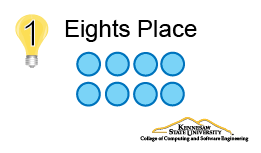 1 Eights Place
KENNESAW
STATE UNIVERSITY
College of Computing and Software Engineering